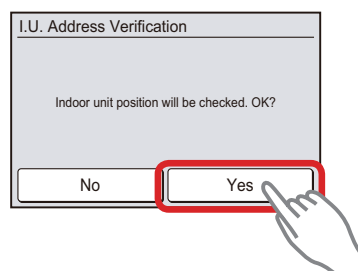 I.U. Address Verification
Indoor unit position will be checked. OK?
No
Yes